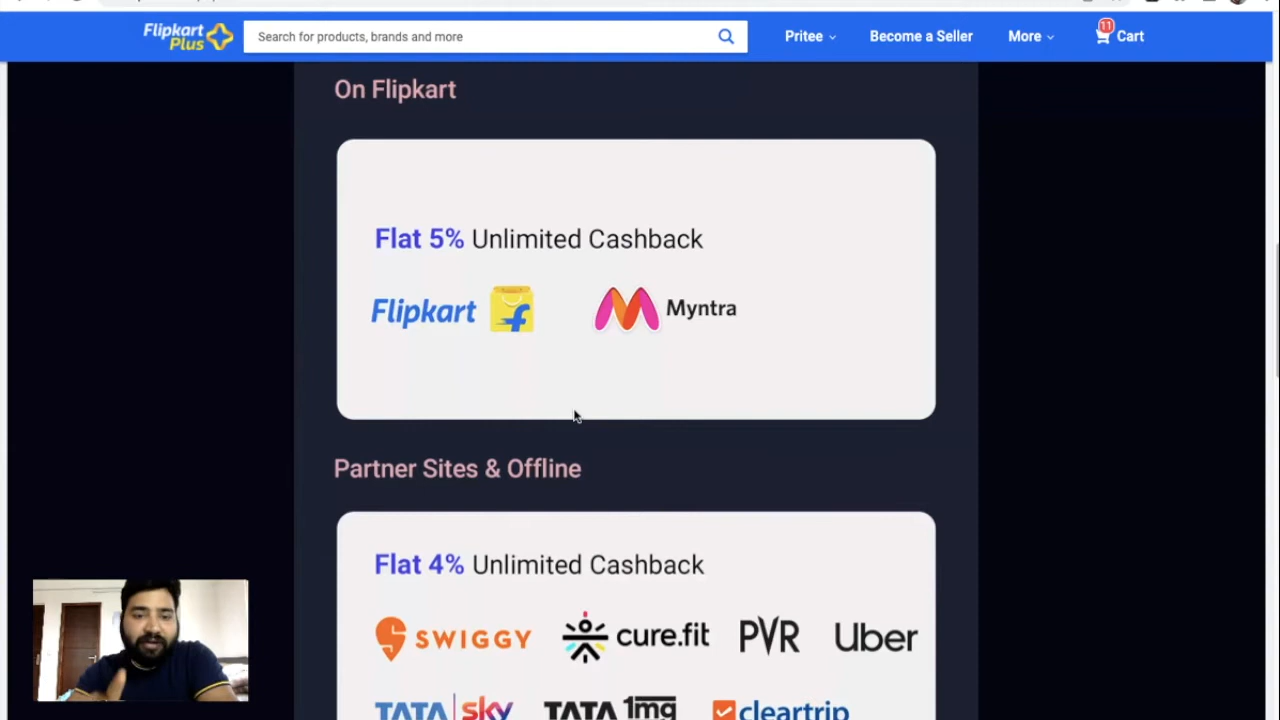 Flipkart
Plus
Search for products, brands and more
Pritee
Become a Seller
More
11
Cart
On Flipkart
Flat 5% Unlimited Cashback
Flipkart
Myntra
Partner Sites & Offline
Flat 4% Unlimited Cashback
SWIGGY
cure.fit
PVR
Uber
TATA sky
TATA 1mg
cleartrip